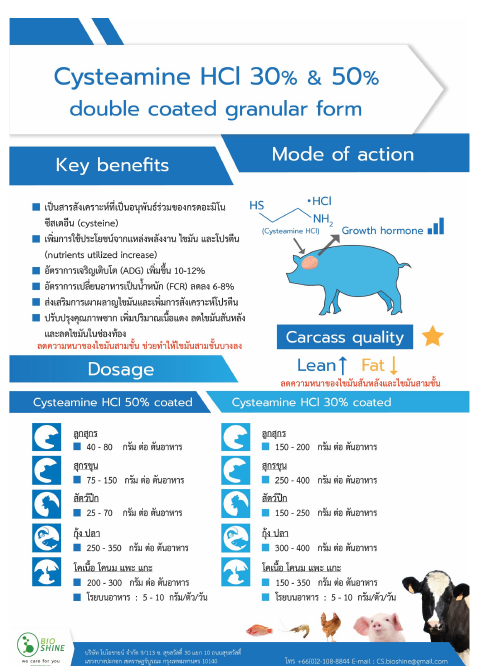 Cysteamine HCl 30% & 50%
double coated granular form
Key benefits
เป็นสารสังเคราะห์ที่เป็นอนุพันธ์ร่วมของกรดอะมิโน
ซีสเตอีน (cysteine)
เพิ่มการใช้ประโยชน์จากแหล่งพลังงาน ไขมัน และโปรตีน
(nutrients utilized increase)
อัตราการเจริญเติบโต (ADG) เพิ่มขึ้น 10-12%
อัตราการเปลี่ยนอาหารเป็นน้ำหนัก (FCR) ลดลง 6-8%
ส่งเสริมการเผาผลาญไขมันและเพิ่มการสังเคราะห์โปรตีน
ปรับปรุงคุณภาพซาก เพิ่มปริมาณเนื้อแดง ลดไขมันสันหลัง
และลดไขมันในช่องท้อง
ลดความหนาของไขมันสามชั้น ช่วยทำให้ไขมันสามชั้นบางลง
Mode of action
HS
•HCl
NH2
(Cysteamine HCl)
Growth hormone
Carcass quality
Lean↑ Fat↓
ลดความหนาของไขมันสันหลังและไขมันสามชั้น
Dosage
Cysteamine HCl 50% coated
ลูกสุกร
40 - 80 กรัม ต่อ ตันอาหาร
สุกรขุน
75 - 150 กรัม ต่อ ตันอาหาร
สัตว์ปีก
25 - 70 กรัม ต่อ ตันอาหาร
กุ้ง ปลา
250 - 350 กรัม ต่อ ตันอาหาร
โคเนื้อ โคนม แพะ แกะ
200 - 300 กรัม ต่อ ตันอาหาร
โรยบนอาหาร : 5 - 10 กรัม/ตัว/วัน
Cysteamine HCl 30% coated
ลูกสุกร
150 - 200 กรัม ต่อ ตันอาหาร
สุกรขุน
250 - 400 กรัม ต่อ ตันอาหาร
สัตว์ปีก
150 - 250 กรัม ต่อ ตันอาหาร
กุ้ง ปลา
300 - 400 กรัม ต่อ ตันอาหาร
โคเนื้อ โคนม แพะ แกะ
150 - 350 กรัม ต่อ ตันอาหาร
โรยบนอาหาร : 5 - 10 กรัม/ตัว/วัน
BIO
SHINE
we care for you
บริษัท ไบโอชายน์ จำกัด 9/113 ซ. สุขสวัสดิ์ 30 แยก 10 ถนนสุขสวัสดิ์
แขวงบางปะกอก เขตราษฎร์บูรณะ กรุงเทพมหานคร 10140
โทร +66(0)2-108-8844 E-mail : CS.bioshine@gmail.com